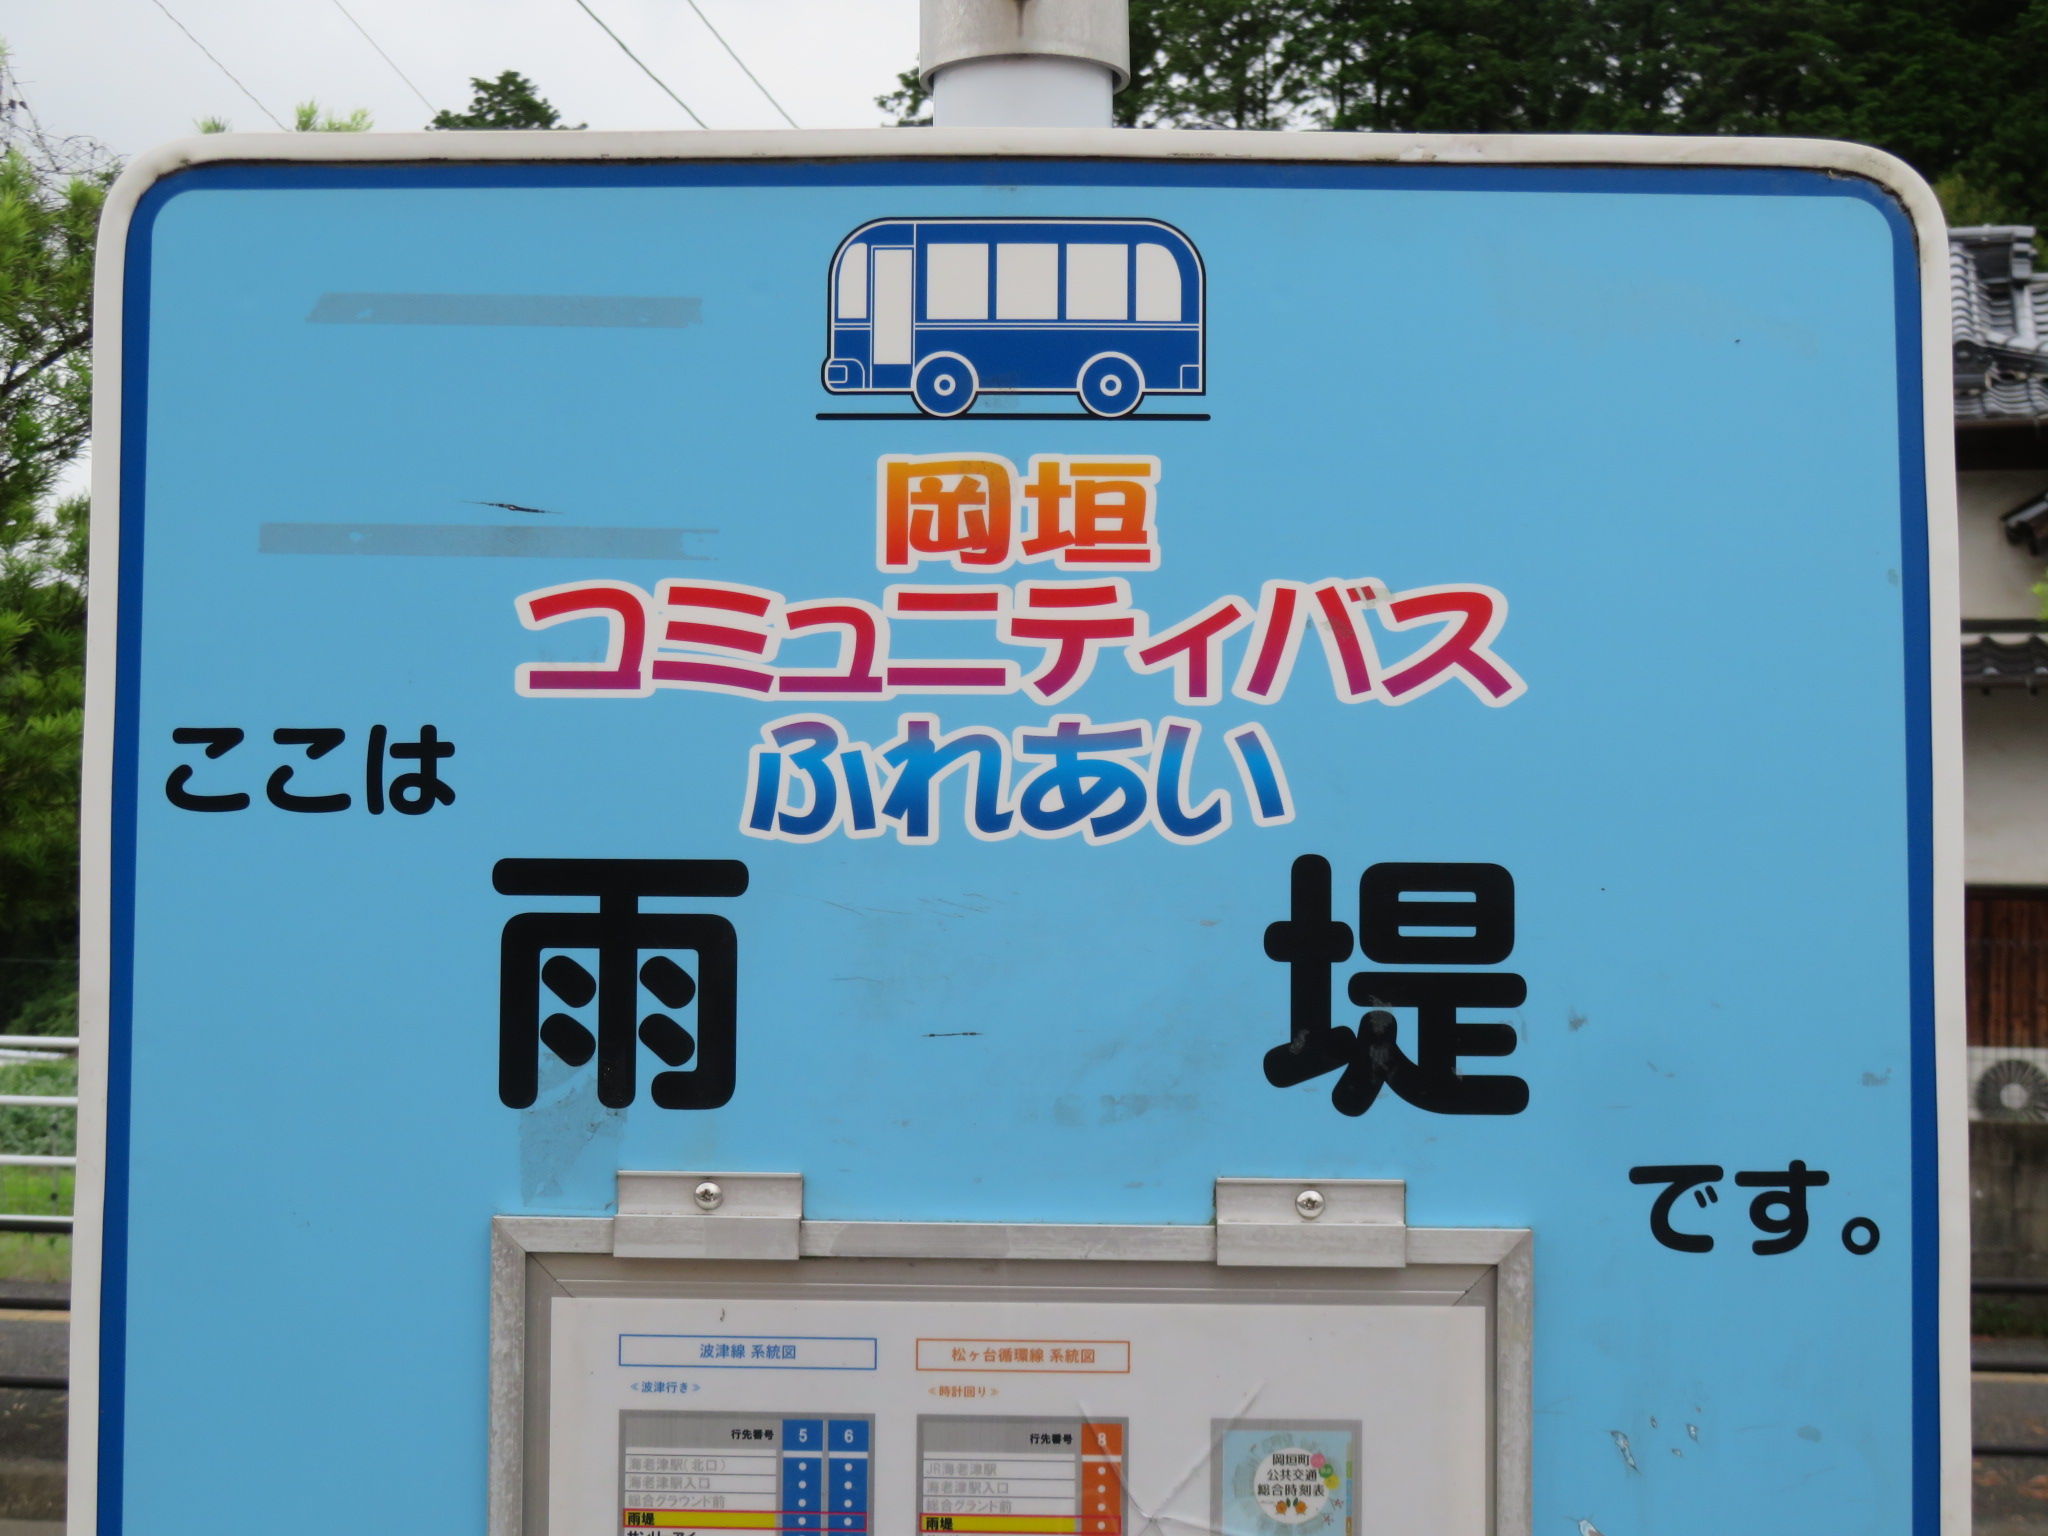 岡垣
コミュニティバス
ふれあい
ここは
雨堤
です。
波津線 系統図
≪波津行き≫
行先番号 5 6
海老津駅(北口)
海老津駅入口
総合グラウンド前
雨堤
松ヶ台循環線 系統図
≪時計回り≫
行先番号 8
JR海老津駅
海老津駅入口
総合グランド前
雨堤
岡垣町
公共交通
総合時刻表